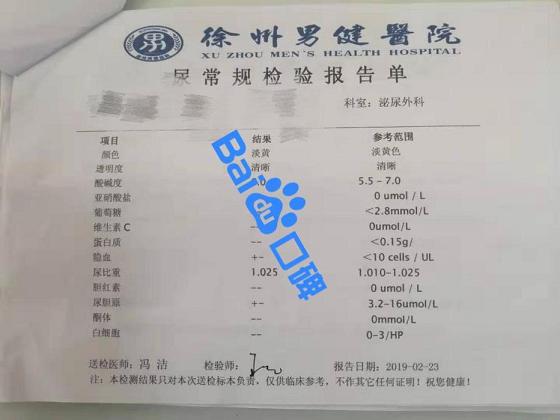 徐州男健醫院
XU ZHOU MEN'S HEALTH HOSPITAL
尿常规检验报告单
科室：泌尿外科
项目 结果 参考范围
颜色 淡黄 淡黄色
透明度 清晰 清晰
酸碱度 5.5 - 7.0
亚硝酸盐 0 umol / L
葡萄糖 <2.8mmol/L
维生素 C -- 0umol/L
蛋白质 -- <0.15g/
隐血 +- <10 cells / UL
尿比重 1.025 1.010-1.025
胆红素 -- 0 umol / L
尿胆原 +- 3.2-16umol/L
酮体 -- 0mmol/L
白细胞 -- 0-3/HP
送检医师：冯 洁 检验师： 报告日期：2019-02-23
注：本检测结果只对本次送检标本负责，仅供临床参考，不作其它任何证明！祝您健康！
Bai du 口碑